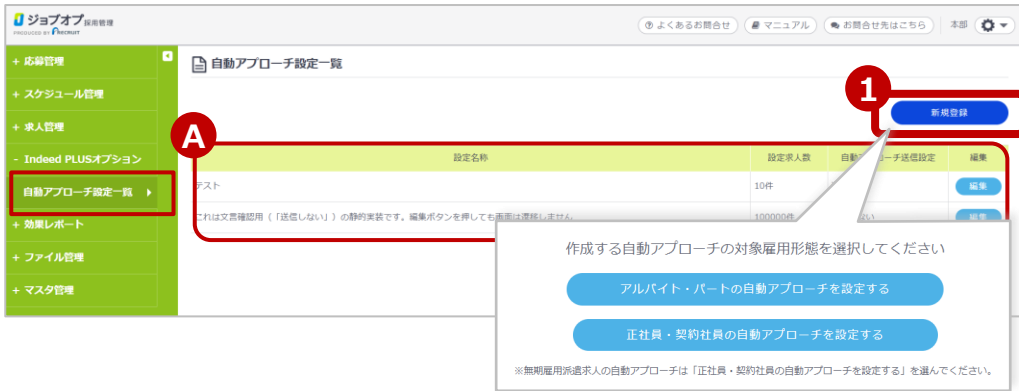 ジョブオプ採用管理
PRODUCED BY RECRUIT
よくあるお問合せ
マニュアル
お問合せ先はこちら
本部
+ 応募管理
+ スケジュール管理
+ 求人管理
- Indeed PLUSオプション
自動アプローチ設定一覧
+ 効果レポート
+ ファイル管理
+ マスタ管理
自動アプローチ設定一覧
1
新規登録
A
設定名称 設定求人数 自動 ーチ送信設定 編集
テスト 10件 編集
これは文言確認用（「送信しない」）の静的実装です。編集ボタンを押しても画面は遷移しません。 100000件 ない 編集
作成する自動アプローチの対象雇用形態を選択してください
アルバイト・パートの自動アプローチを設定する
正社員・契約社員の自動アプローチを設定する
※無期雇用派遣求人の自動アプローチは「正社員・契約社員の自動アプローチを設定する」を選んでください。